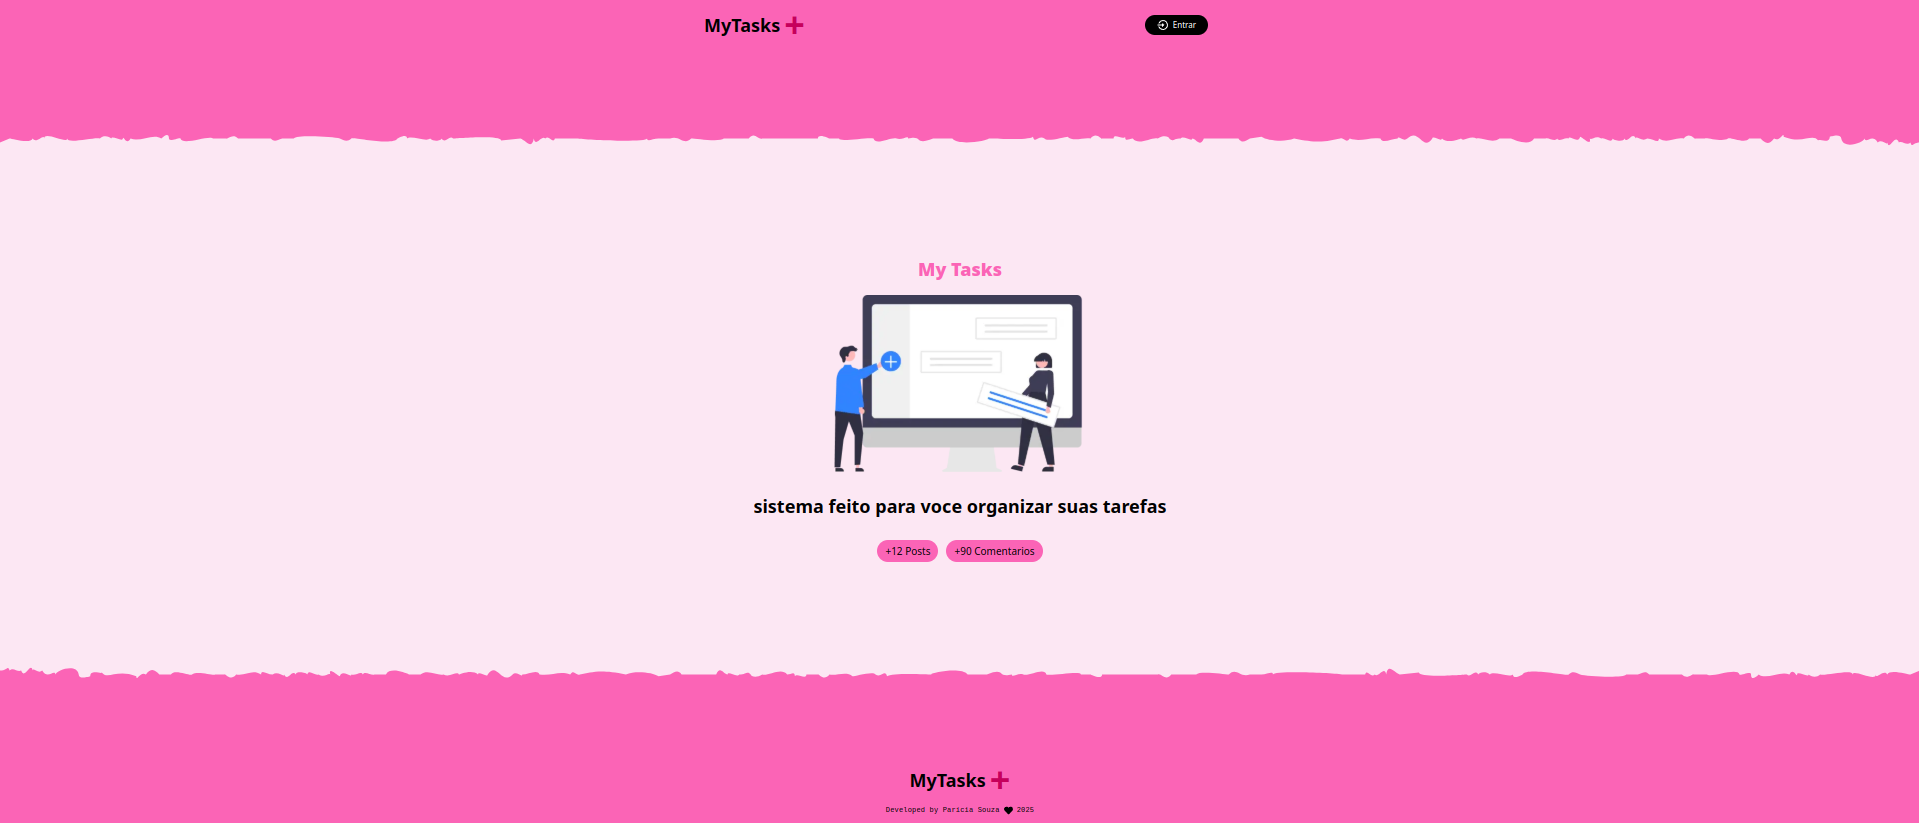 MyTasks +
Entrar
My Tasks
sistema feito para voce organizar suas tarefas
+12 Posts +90 Comentarios
MyTasks +
Developed by Paricia Souza 🖤 2025